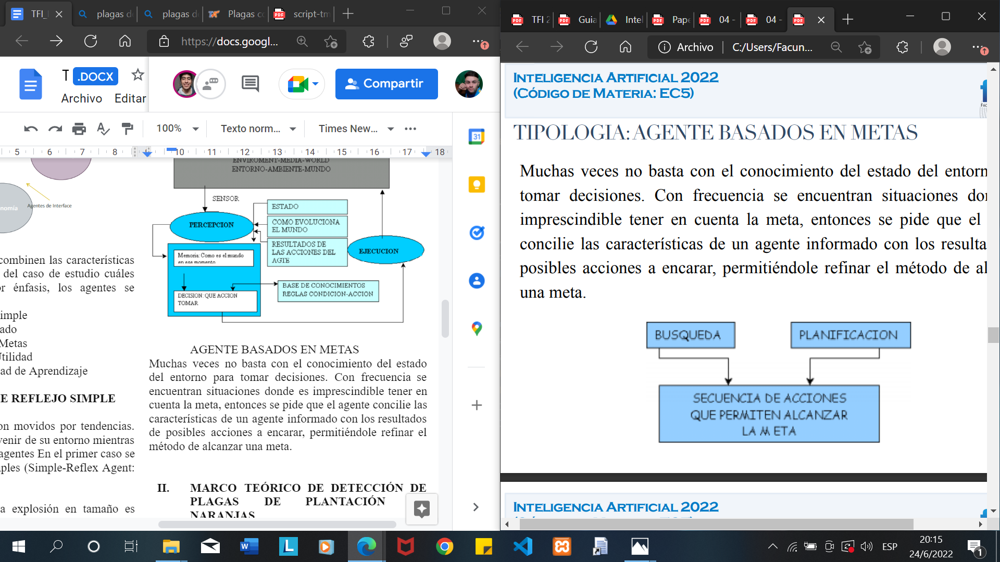 TFI_
plagas d
plagas d
Plagas c
script-tm
https://docs.googl...
T .DOCX
Archivo Editar
Compartir
100% Texto norm... Times New...
5 6 7 8 10 11 12 13 14 15 16 17 18
31
ENVIROMENT-MEDIA-WORLD
ENTORNO-AMBIENTE-MUNDO
SENSOR
PERCEPCION
ESTADO
COMO EVOLUCIONA
EL MUNDO
RESULTADOS DE
LAS ACCIONES DEL
AGTE
EJECUCION
Memoria: Como es el mundo
en ese momento
DECISION: QUE ACCION
TOMAR
BASE DE CONOCIMIENTOS
REGLAS CONDICION-ACCION
nomía
Agentes de Interface
combinen las características
del caso de estudio cuáles
or énfasis, los agentes se
imple
ado
Metas
Utilidad
ad de Aprendizaje
E REFLEJO SIMPLE
on movidos por tendencias.
venir de su entorno mientras
agentes En el primer caso se
ples (Simple-Reflex Agent:
a explosión en tamaño es
AGENTE BASADOS EN METAS
Muchas veces no basta con el conocimiento del estado
del entorno para tomar decisiones. Con frecuencia se
encuentran situaciones donde es imprescindible tener en
cuenta la meta, entonces se pide que el agente concilie las
características de un agente informado con los resultados
de posibles acciones a encarar, permitiéndole refinar el
método de alcanzar una meta.
II. MARCO TEÓRICO DE DETECCIÓN DE
PLAGAS DE PLANTACIÓN
NARANJAS
TFI 2
Guia
Intel
Pape
04 -
04 -
Archivo C:/Users/Facun...
INTELIGENCIA ARTIFICIAL 2022
(CÓDIGO DE MATERIA: EC5)
TIPOLOGIA: AGENTE BASADOS EN METAS
Muchas veces no basta con el conocimiento del estado del entorn
tomar decisiones. Con frecuencia se encuentran situaciones do
imprescindible tener en cuenta la meta, entonces se pide que el
concilie las características de un agente informado con los resulta
posibles acciones a encarar, permitiéndole refinar el método de al
una meta.
BUSQUEDA
PLANIFICACION
SECUENCIA DE ACCIONES
QUE PERMITEN ALCANZAR
LA META
INTELIGENCIA ARTIFICIAL 2022
ESP
20:15
24/6/2022
1